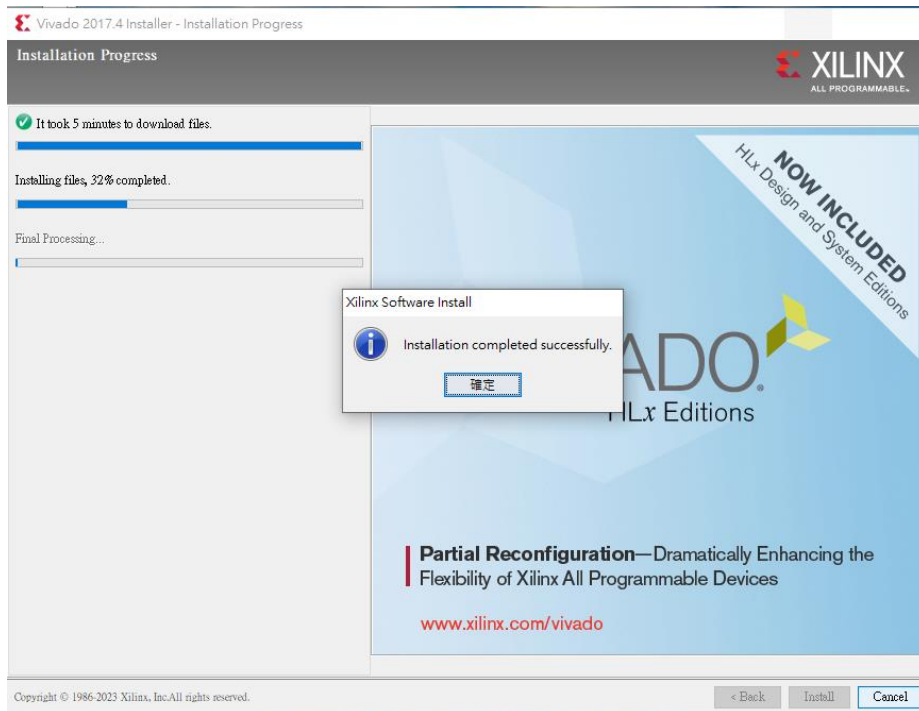 Vivado 2017.4 Installer - Installation Progress
Installation Progress
XILINX
ALL PROGRAMMABLE.
It took 5 minutes to download files.
Installing files, 32% completed.
Final Processing...
NOW INCLUDED
HLx Design and System Editions
Xilinx Software Install
Installation completed successfully.
確定
ADO
HLx Editions
Partial Reconfiguration—Dramatically Enhancing the
Flexibility of Xilinx All Programmable Devices
www.xilinx.com/vivado
Copyright © 1986-2023 Xilinx, Inc.All rights reserved.
< Back Install Cancel